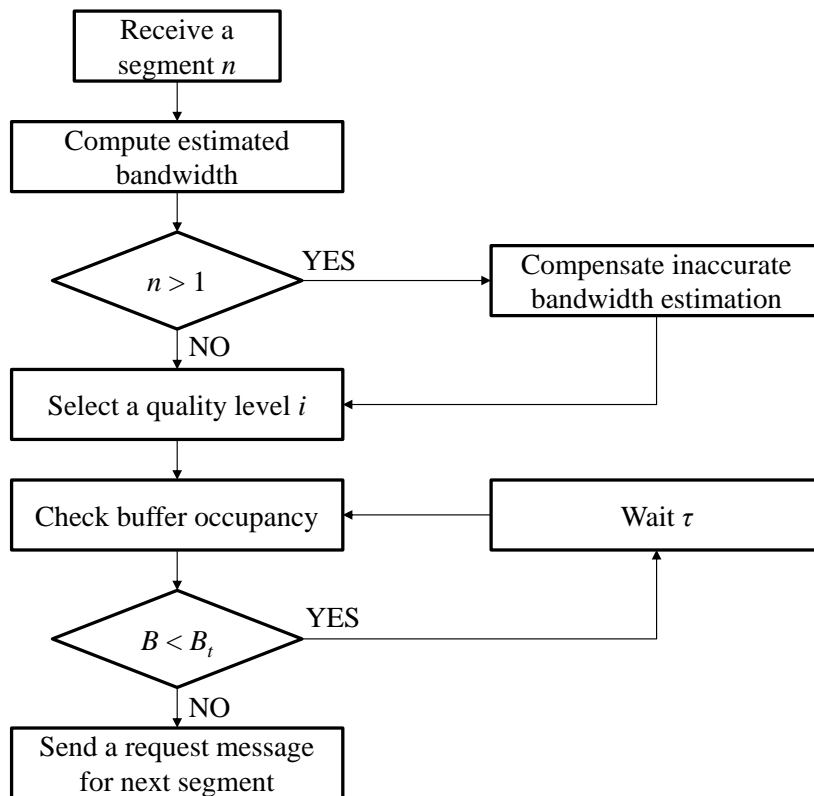 Receive a
segment n
Compute estimated
bandwidth
n > 1
YES
Compensate inaccurate
bandwidth estimation
NO
Select a quality level i
Check buffer occupancy
Wait τ
B < Bₜ
YES
NO
Send a request message
for next segment